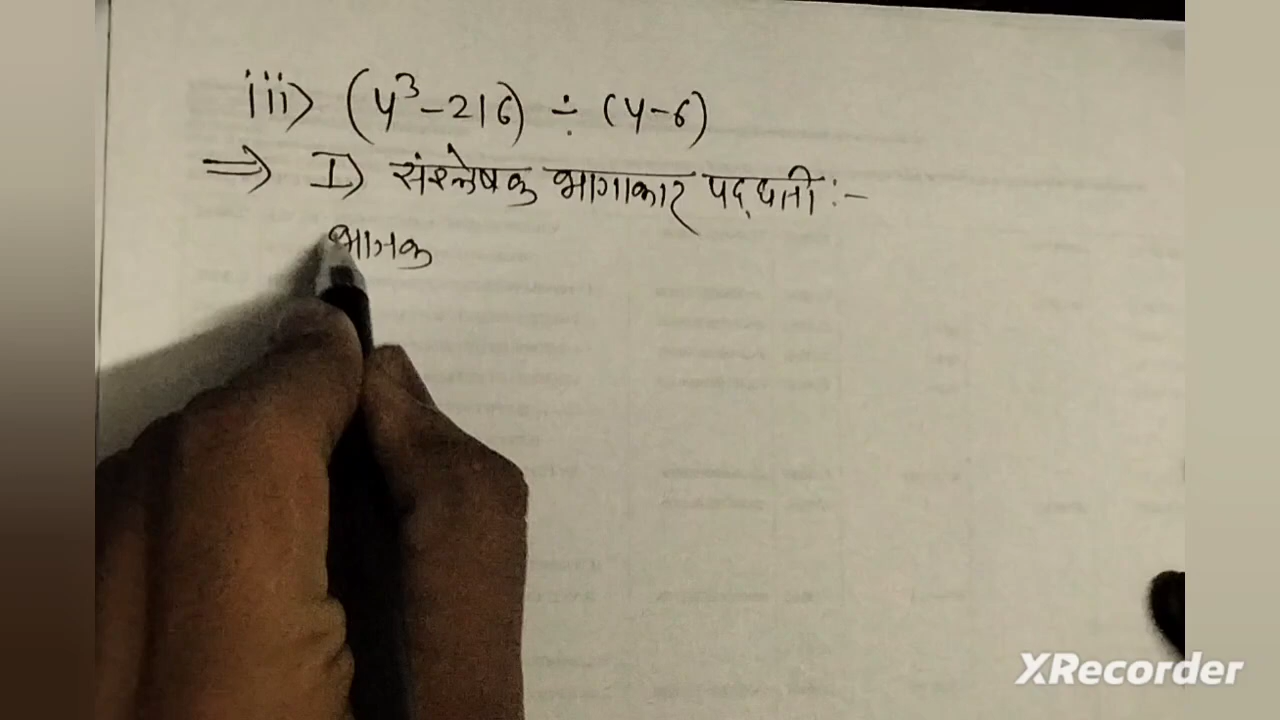 iii) (y³-216) ÷ (y-6)
⇒ I) संश्लेषक भागाकार पद्धती :-
भाजक
XRecorder